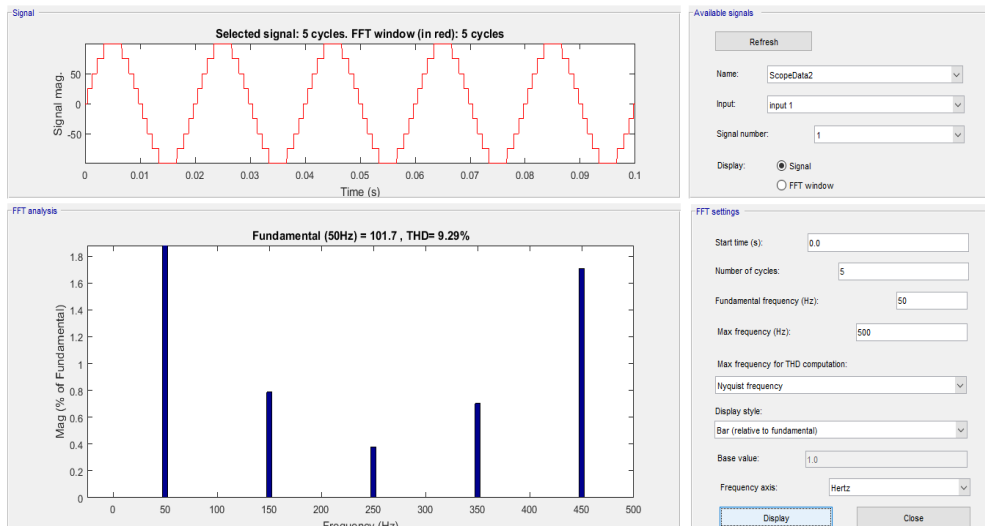 Signal
Selected signal: 5 cycles. FFT window (in red): 5 cycles
Signal mag.
50
0
-50
0
0.01
0.02
0.03
0.04
0.05
0.06
0.07
0.08
0.09
0.1
Time (s)
Available signals
Refresh
Name:
ScopeData2
Input:
input 1
Signal number:
1
Display:
Signal
FFT window
FFT analysis
Fundamental (50Hz) = 101.7 , THD= 9.29%
Mag (% of Fundamental)
1.8
1.6
1.4
1.2
1
0.8
0.6
0.4
0.2
0
0
50
100
150
200
250
300
350
400
450
500
Frequency (Hz)
FFT settings
Start time (s):
0.0
Number of cycles:
5
Fundamental frequency (Hz):
50
Max frequency (Hz):
500
Max frequency for THD computation:
Nyquist frequency
Display style:
Bar (relative to fundamental)
Base value:
1.0
Frequency axis:
Hertz
Display
Close